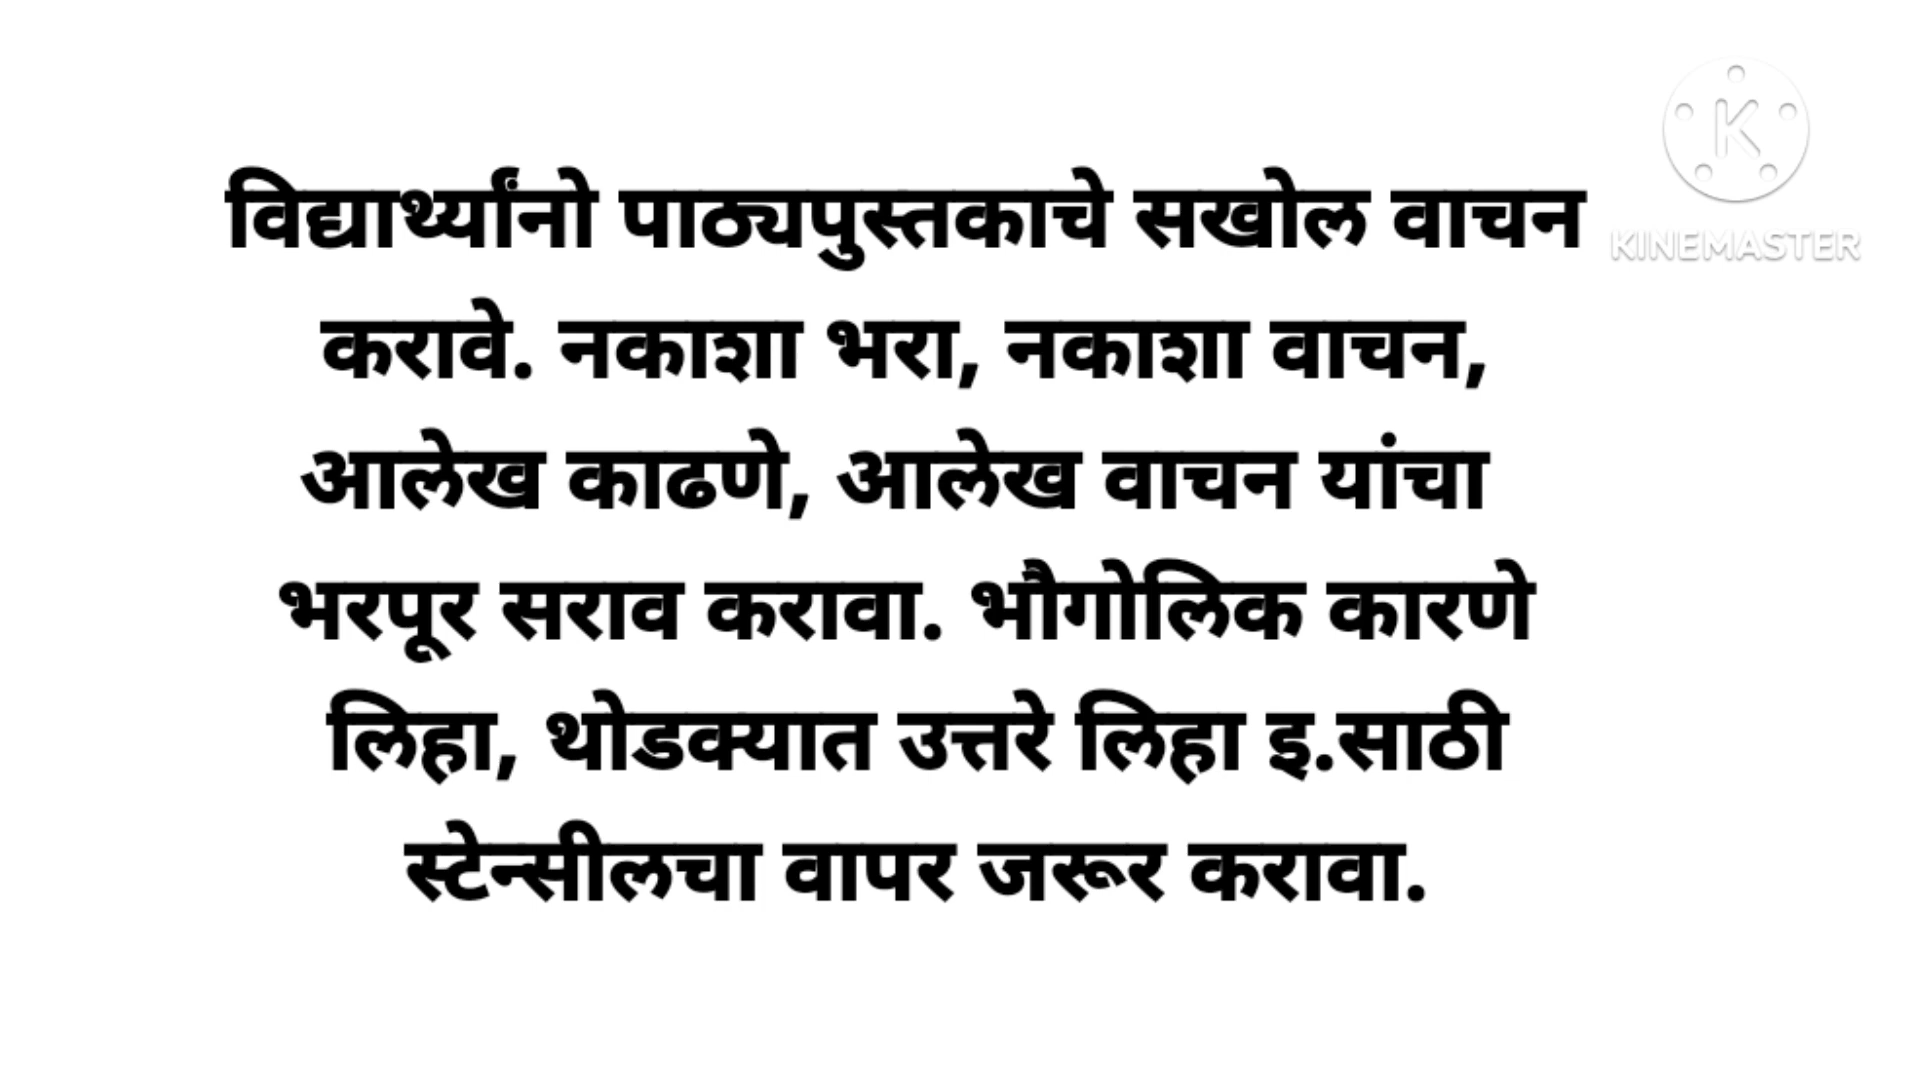 विद्यार्थ्यांनो पाठ्यपुस्तकाचे सखोल वाचन
करावे. नकाशा भरा, नकाशा वाचन,
आलेख काढणे, आलेख वाचन यांचा
भरपूर सराव करावा. भौगोलिक कारणे
लिहा, थोडक्यात उत्तरे लिहा इ.साठी
स्टेन्सीलचा वापर जरूर करावा.
K
KINEMASTER